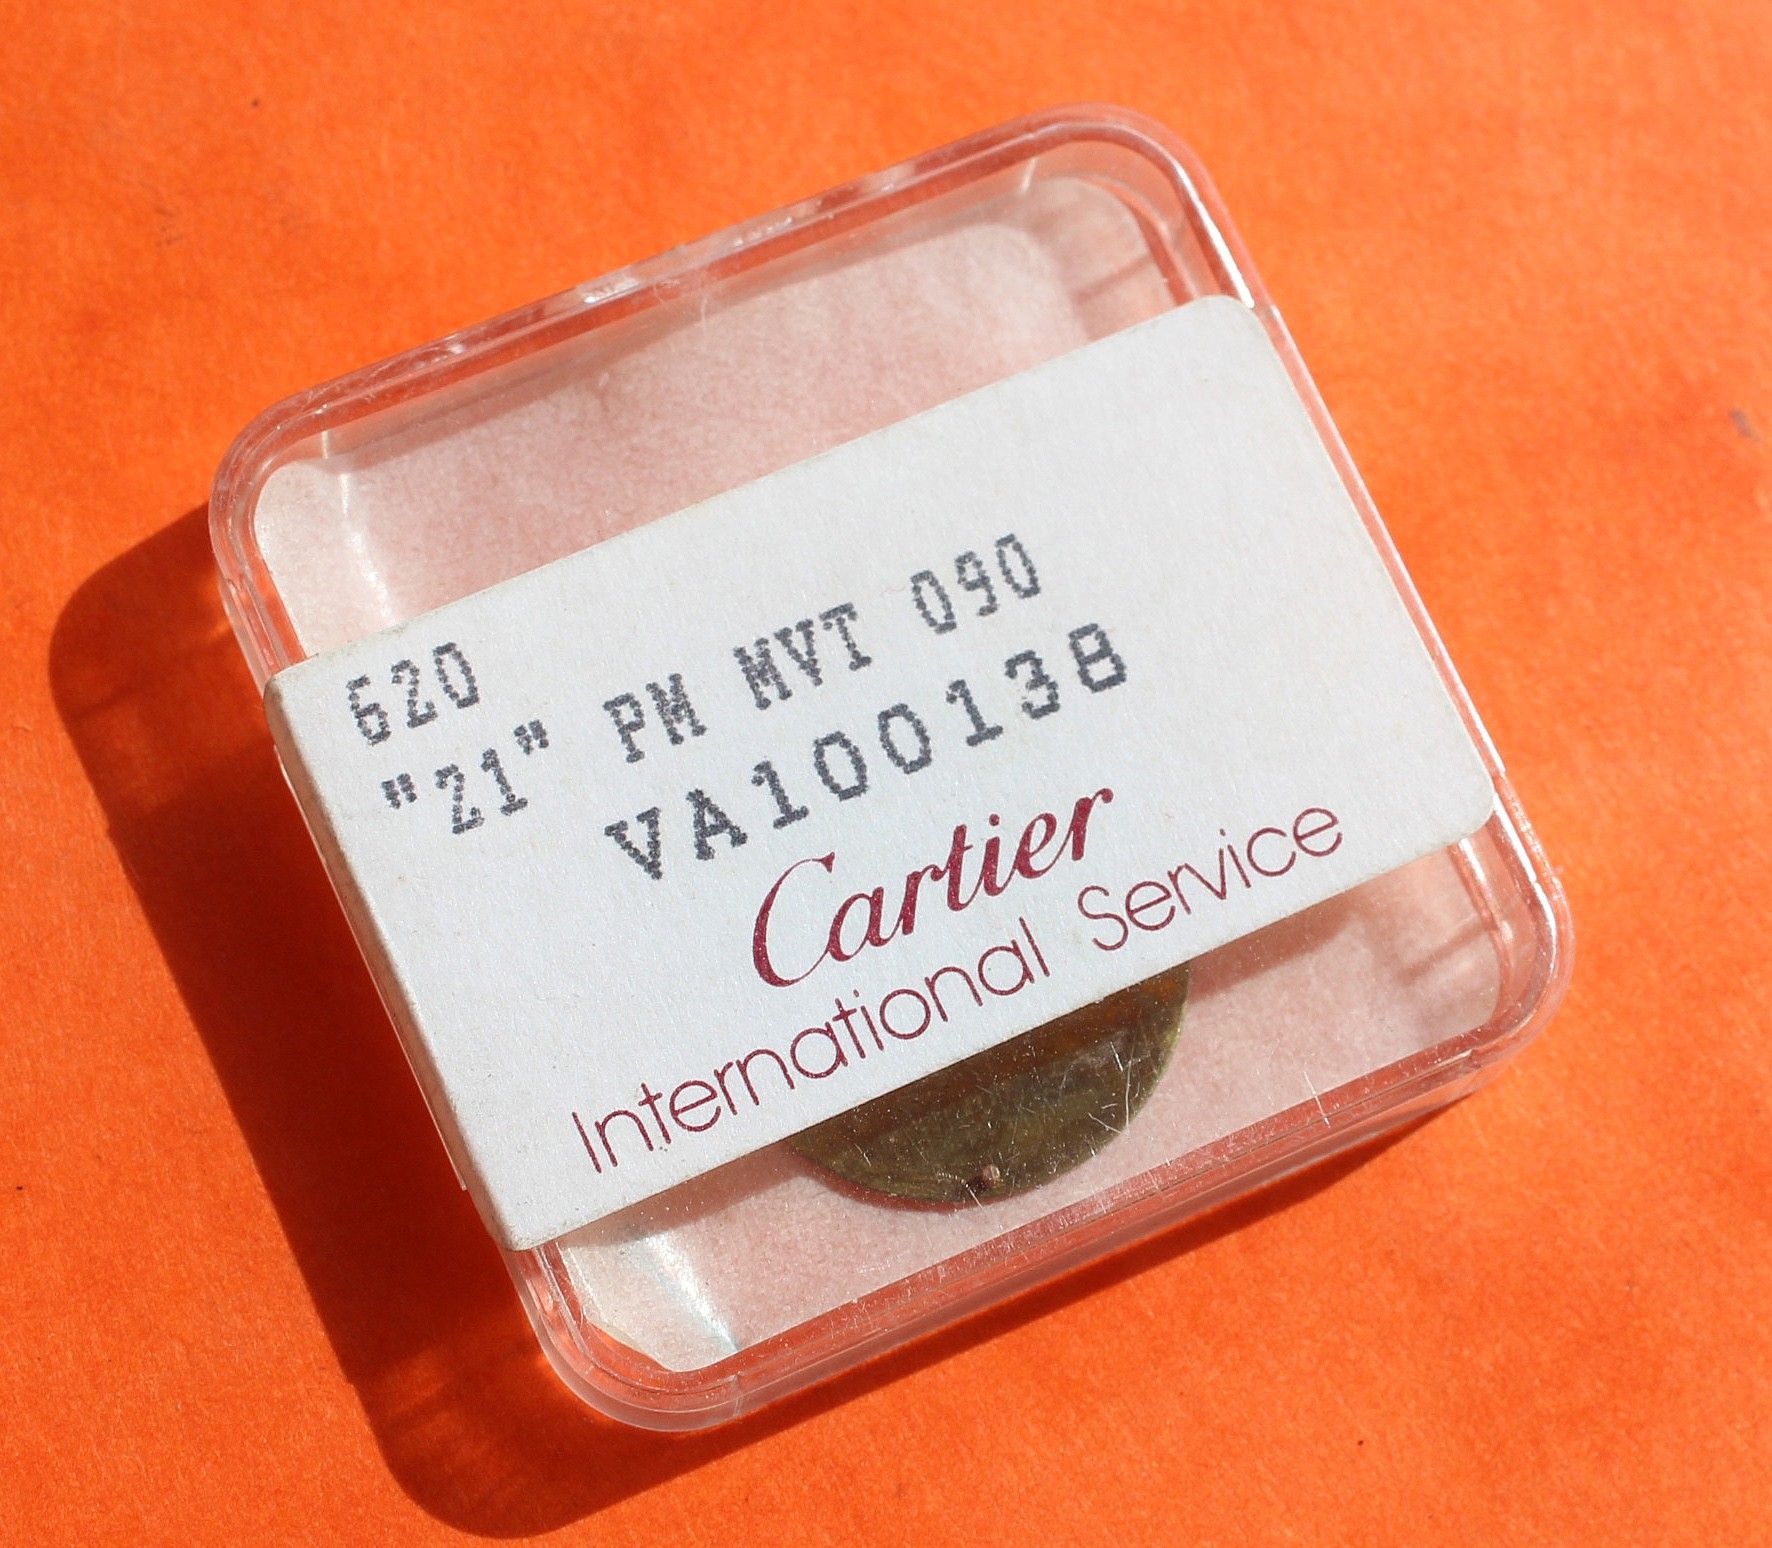 620
"21" PM MVT 090
VA100138
Cartier
International Service